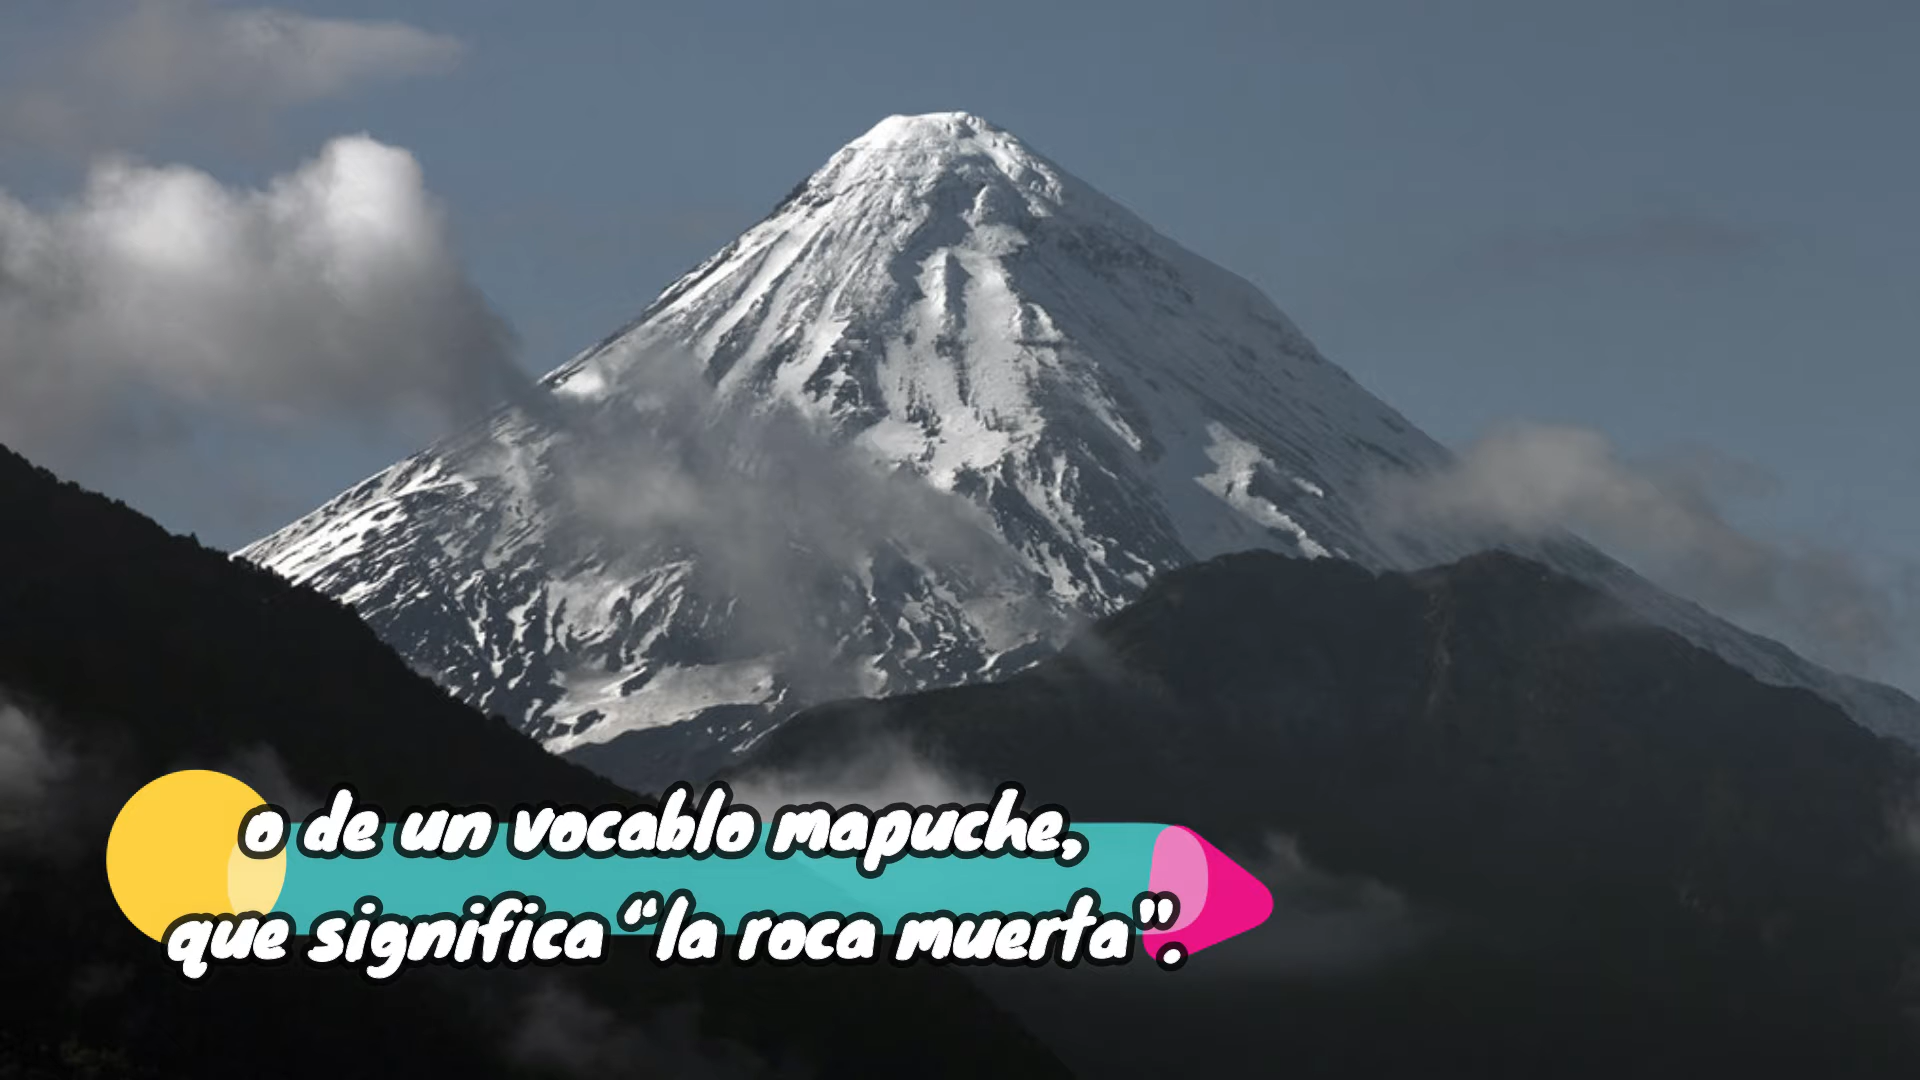 o de un vocablo mapuche,
que significa “la roca muerta”.